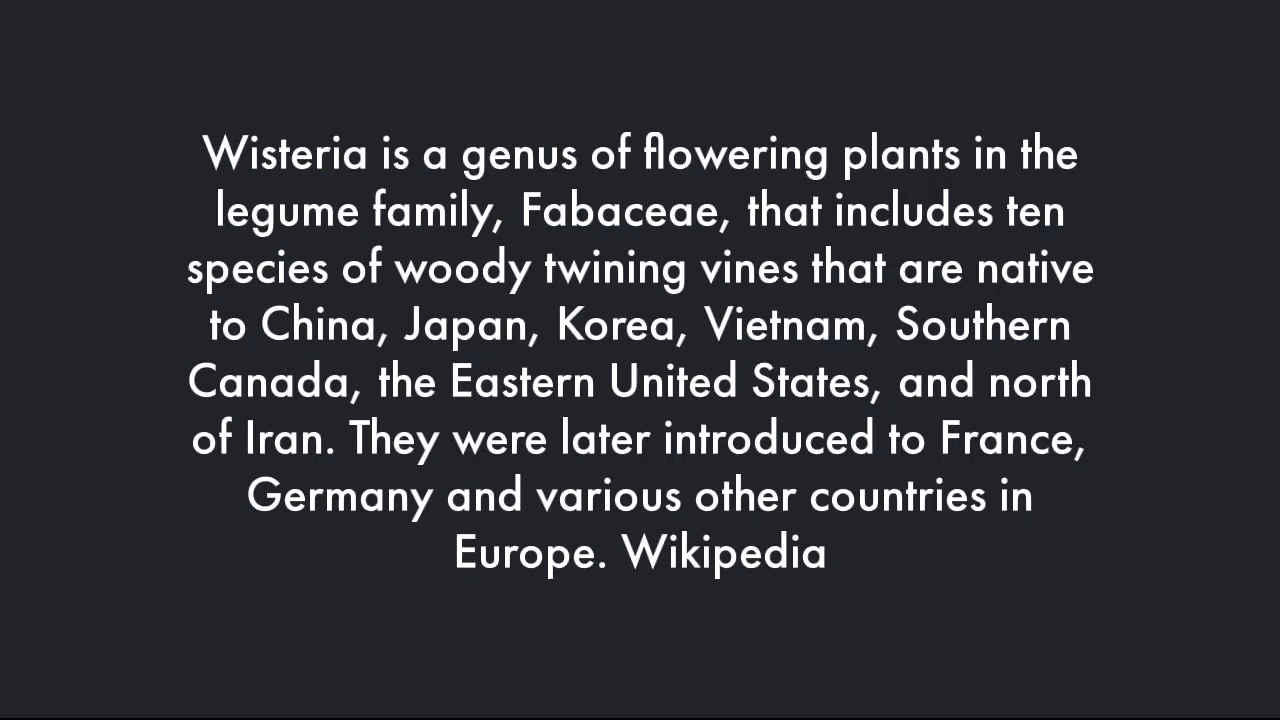 Wisteria is a genus of flowering plants in the
legume family, Fabaceae, that includes ten
species of woody twining vines that are native
to China, Japan, Korea, Vietnam, Southern
Canada, the Eastern United States, and north
of Iran. They were later introduced to France,
Germany and various other countries in
Europe. Wikipedia